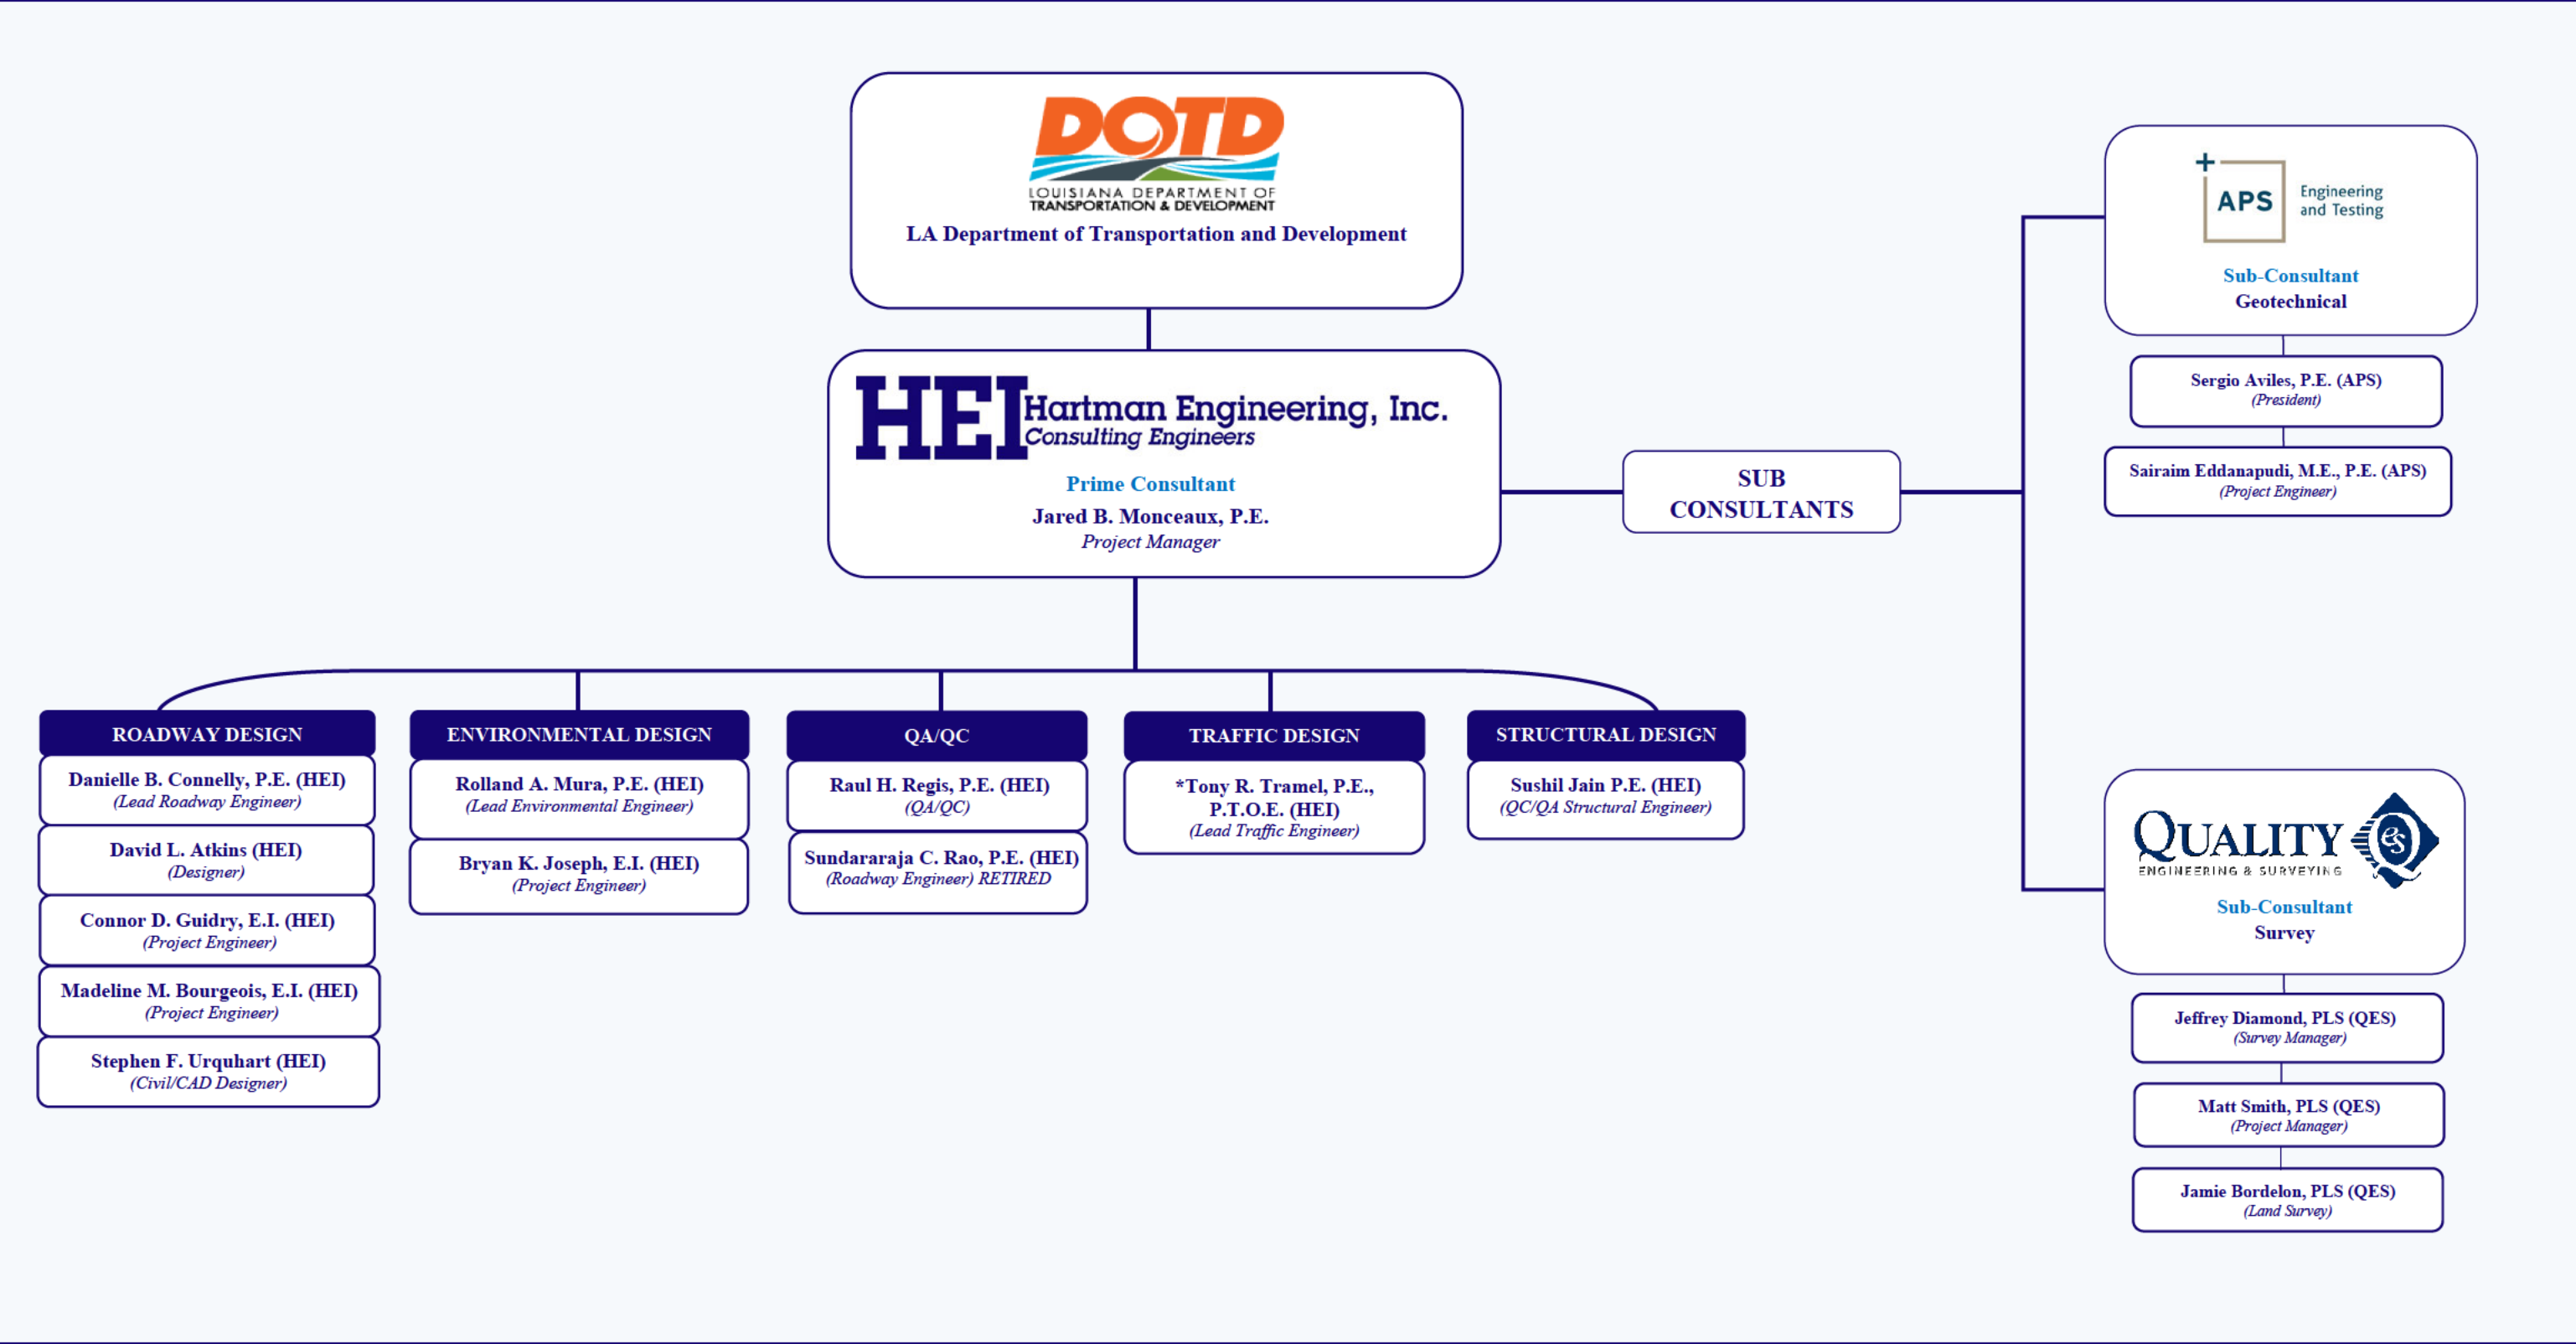 DOTD
LOUISIANA DEPARTMENT OF
TRANSPORTATION & DEVELOPMENT
LA Department of Transportation and Development
HEI Hartman Engineering, Inc.
Consulting Engineers
Prime Consultant
Jared B. Monceaux, P.E.
Project Manager
SUB
CONSULTANTS
APS
Engineering
and Testing
Sub-Consultant
Geotechnical
Sergio Aviles, P.E. (APS)
(President)
Sairaim Eddanapudi, M.E., P.E. (APS)
(Project Engineer)
ROADWAY DESIGN
Danielle B. Connelly, P.E. (HEI)
(Lead Roadway Engineer)
David L. Atkins (HEI)
(Designer)
Connor D. Guidry, E.I. (HEI)
(Project Engineer)
Madeline M. Bourgeois, E.I. (HEI)
(Project Engineer)
Stephen F. Urquhart (HEI)
(Civil/CAD Designer)
ENVIRONMENTAL DESIGN
Rolland A. Mura, P.E. (HEI)
(Lead Environmental Engineer)
Bryan K. Joseph, E.I. (HEI)
(Project Engineer)
QA/QC
Raul H. Regis, P.E. (HEI)
(QA/QC)
Sundararaja C. Rao, P.E. (HEI)
(Roadway Engineer) RETIRED
TRAFFIC DESIGN
*Tony R. Tramel, P.E.,
P.T.O.E. (HEI)
(Lead Traffic Engineer)
STRUCTURAL DESIGN
Sushil Jain P.E. (HEI)
(QC/QA Structural Engineer)
QUALITY
eS
ENGINEERING & SURVEYING
Sub-Consultant
Survey
Jeffrey Diamond, PLS (QES)
(Survey Manager)
Matt Smith, PLS (QES)
(Project Manager)
Jamie Bordelon, PLS (QES)
(Land Survey)